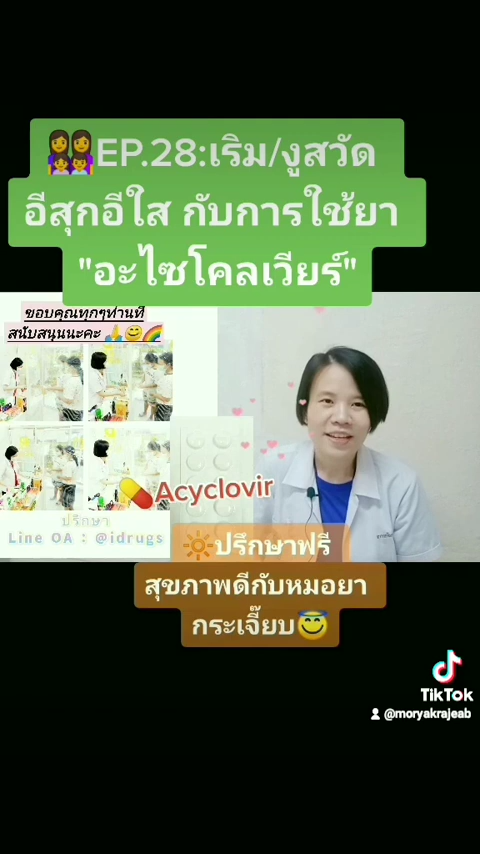 👩‍👩‍👧‍👦EP.28:เริม/งูสวัด
อีสุกอีใส กับการใช้ยา
"อะไซโคลเวียร์"
ขอบคุณทุกๆท่านที่
สนับสนุนนะคะ 🙏😊🌈
Acyclovir
ปรึกษา
Line OA : @idrugs
🔆ปรึกษาฟรี
สุขภาพดีกับหมอยา
กระเจี๊ยบ😇
TikTok
@moryakrajeab